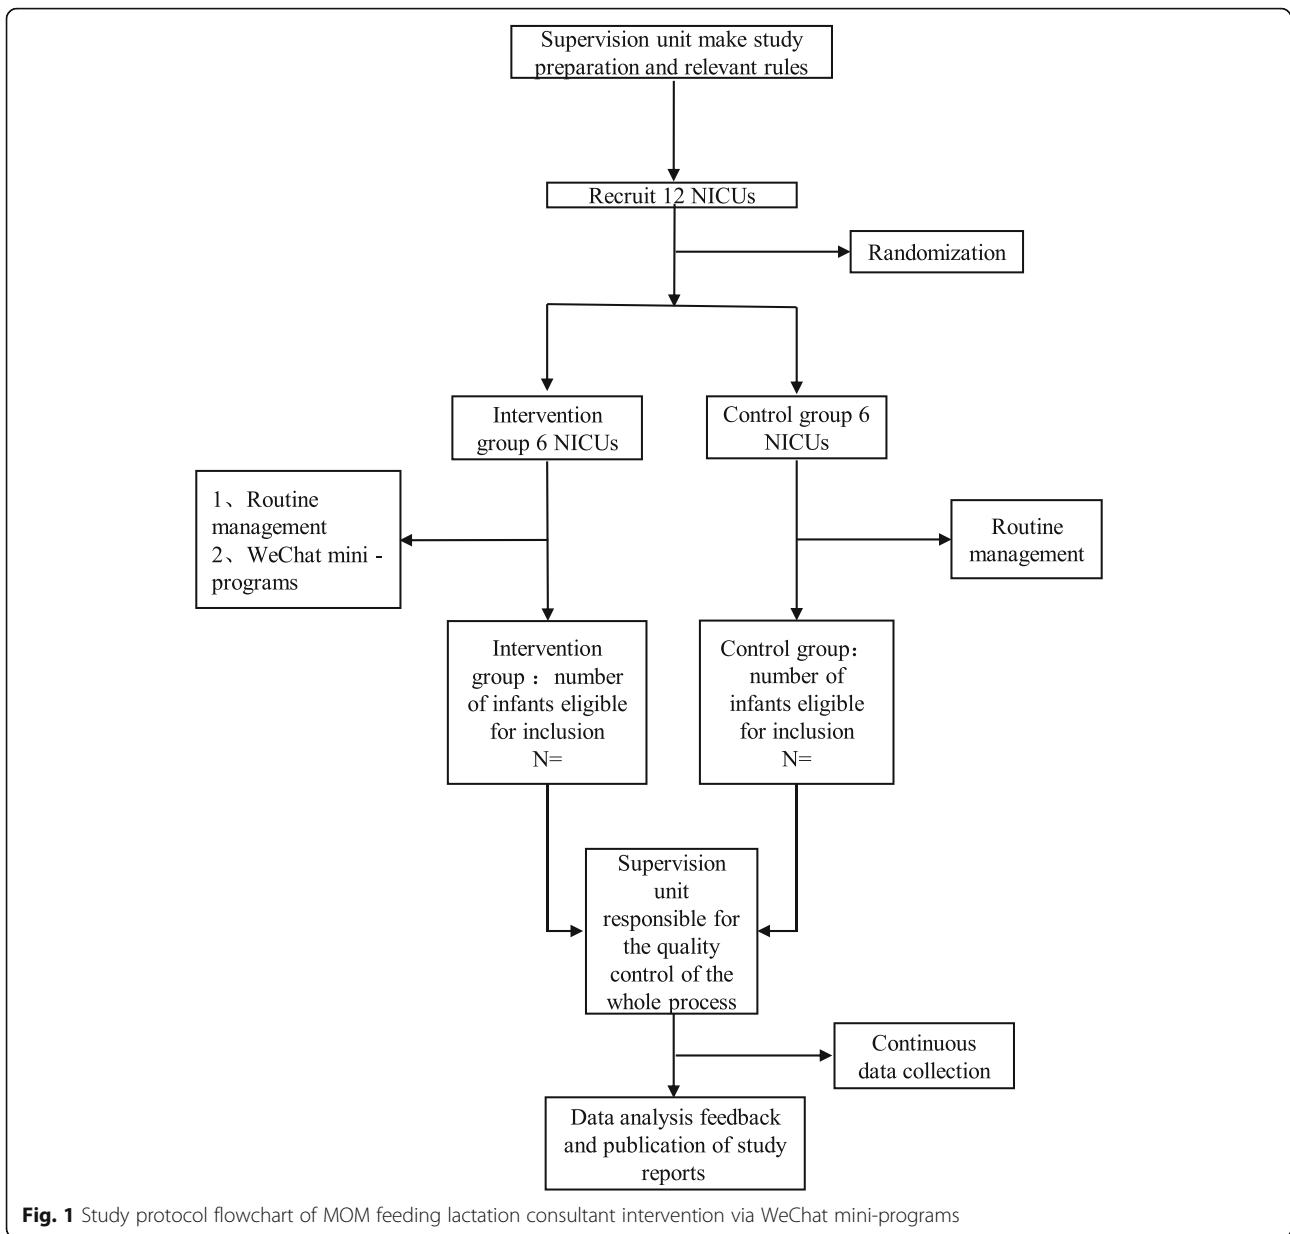 Supervision unit make study
preparation and relevant rules
Recruit 12 NICUs
Randomization
Intervention
group 6 NICUs
Control group 6
NICUs
1、Routine
management
2、WeChat mini -
programs
Routine
management
Intervention
group：number
of infants eligible
for inclusion
N=
Control group：
number of
infants eligible
for inclusion
N=
Supervision
unit
responsible for
the quality
control of the
whole process
Continuous
data collection
Data analysis feedback
and publication of study
reports
Fig. 1 Study protocol flowchart of MOM feeding lactation consultant intervention via WeChat mini-programs